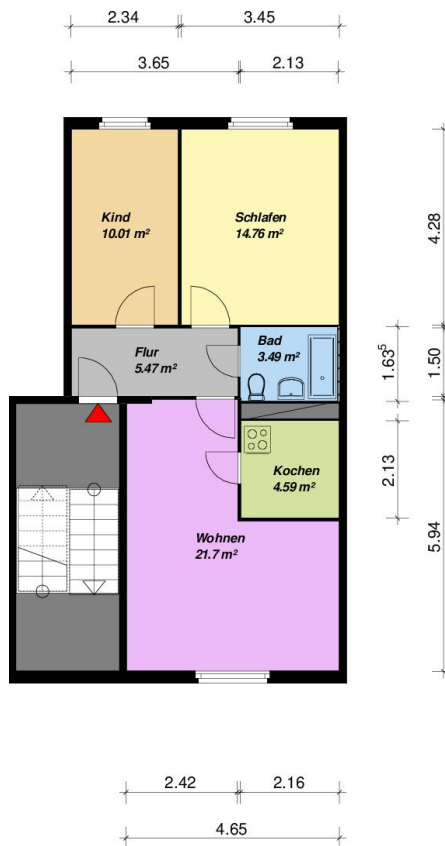 2.34 3.45
3.65 2.13
Kind
10.01 m²
Schlafen
14.76 m²
4.28
Flur
5.47 m²
Bad
3.49 m²
1.63⁵
1.50
Kochen
4.59 m²
2.13
Wohnen
21.7 m²
5.94
2.42 2.16
4.65